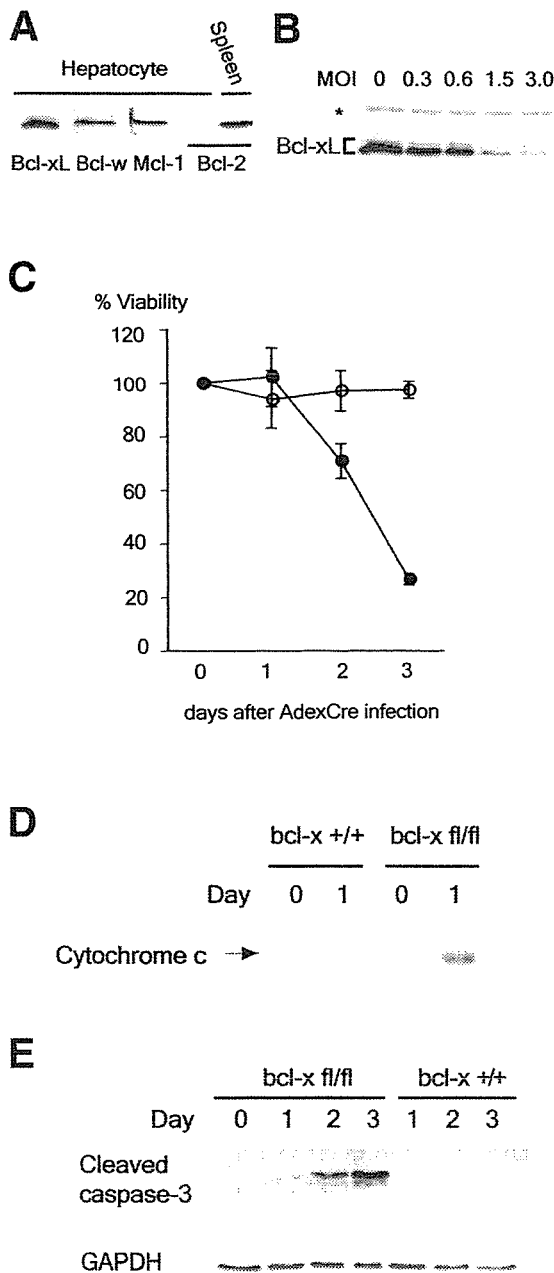 A
Spleen
Hepatocyte
Bcl-xL Bcl-w Mcl-1 Bcl-2
B
MOI 0 0.3 0.6 1.5 3.0
*
Bcl-xL
C
% Viability
120
100
80
60
40
20
0
0 1 2 3
days after AdexCre infection
D
bcl-x +/+ bcl-x fl/fl
Day 0 1 0 1
Cytochrome c
E
bcl-x fl/fl bcl-x +/+
Day 0 1 2 3 1 2 3
Cleaved
caspase-3
GAPDH